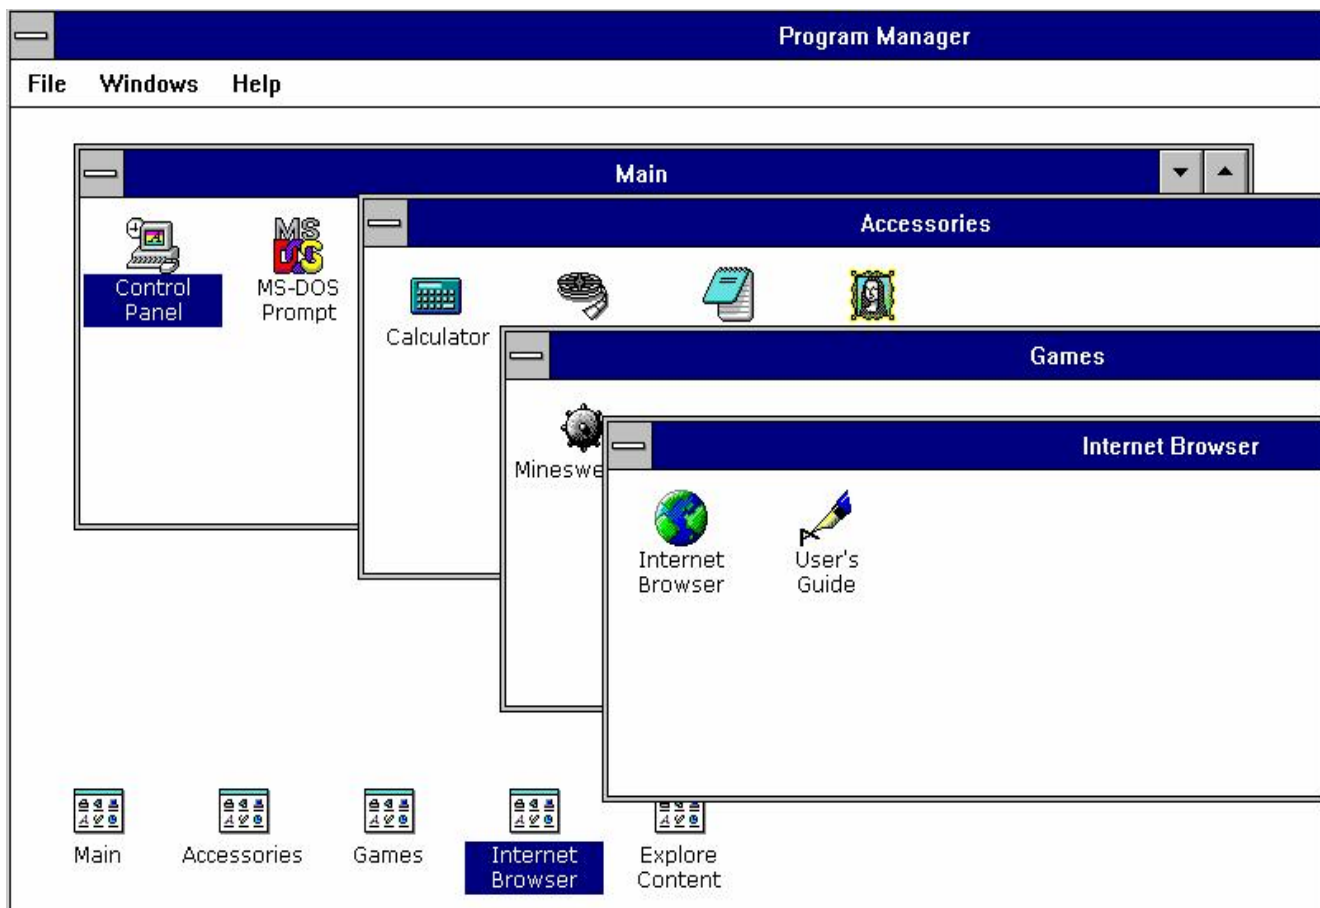 Program Manager
File Windows Help
Main
Control
Panel
MS-DOS
Prompt
Accessories
Calculator
Games
Mineswe
Internet Browser
Internet
Browser
User's
Guide
Main
Accessories
Games
Internet
Browser
Explore
Content